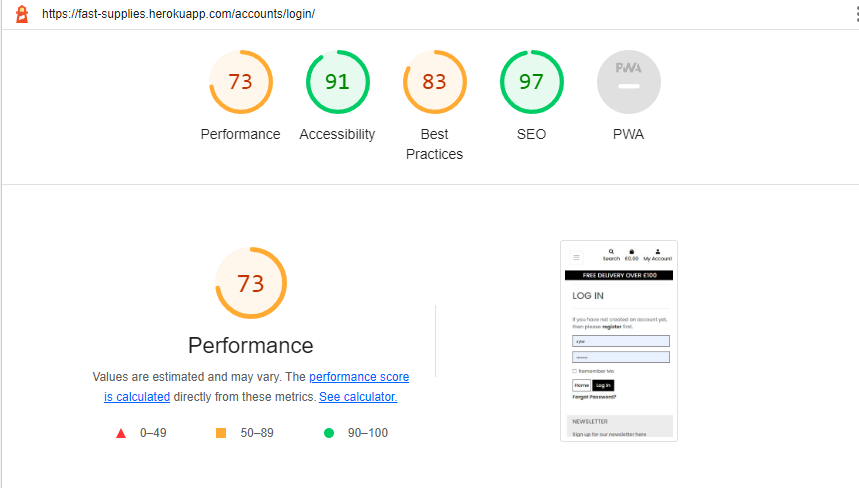 https://fast-supplies.herokuapp.com/accounts/login/
73
91
83
97
PWA
Performance
Accessibility
Best
Practices
SEO
PWA
73
Performance
Values are estimated and may vary. The performance score
is calculated directly from these metrics. See calculator.
0–49
50–89
90–100
Search £0.00 My Account
FREE DELIVERY OVER £100
LOG IN
If you have not created an account yet,
then please register first.
kyler
Remember Me
Home Log In
Forgot Password?
NEWSLETTER
Sign up for our newsletter here